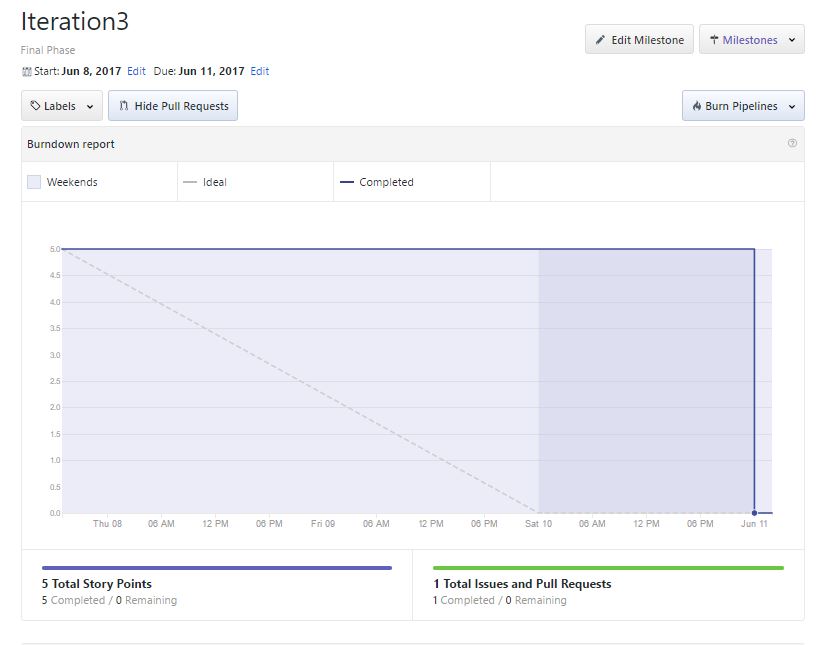 Iteration3
Final Phase
Edit Milestone
Milestones
Start: Jun 8, 2017 Edit Due: Jun 11, 2017 Edit
Labels
Hide Pull Requests
Burn Pipelines
Burndown report
Weekends
Ideal
Completed
5.0
4.5
4.0
3.5
3.0
2.5
2.0
1.5
1.0
0.5
0.0
Thu 08 06 AM 12 PM 06 PM Fri 09 06 AM 12 PM 06 PM Sat 10 06 AM 12 PM 06 PM Jun 11
5 Total Story Points
5 Completed / 0 Remaining
1 Total Issues and Pull Requests
1 Completed / 0 Remaining